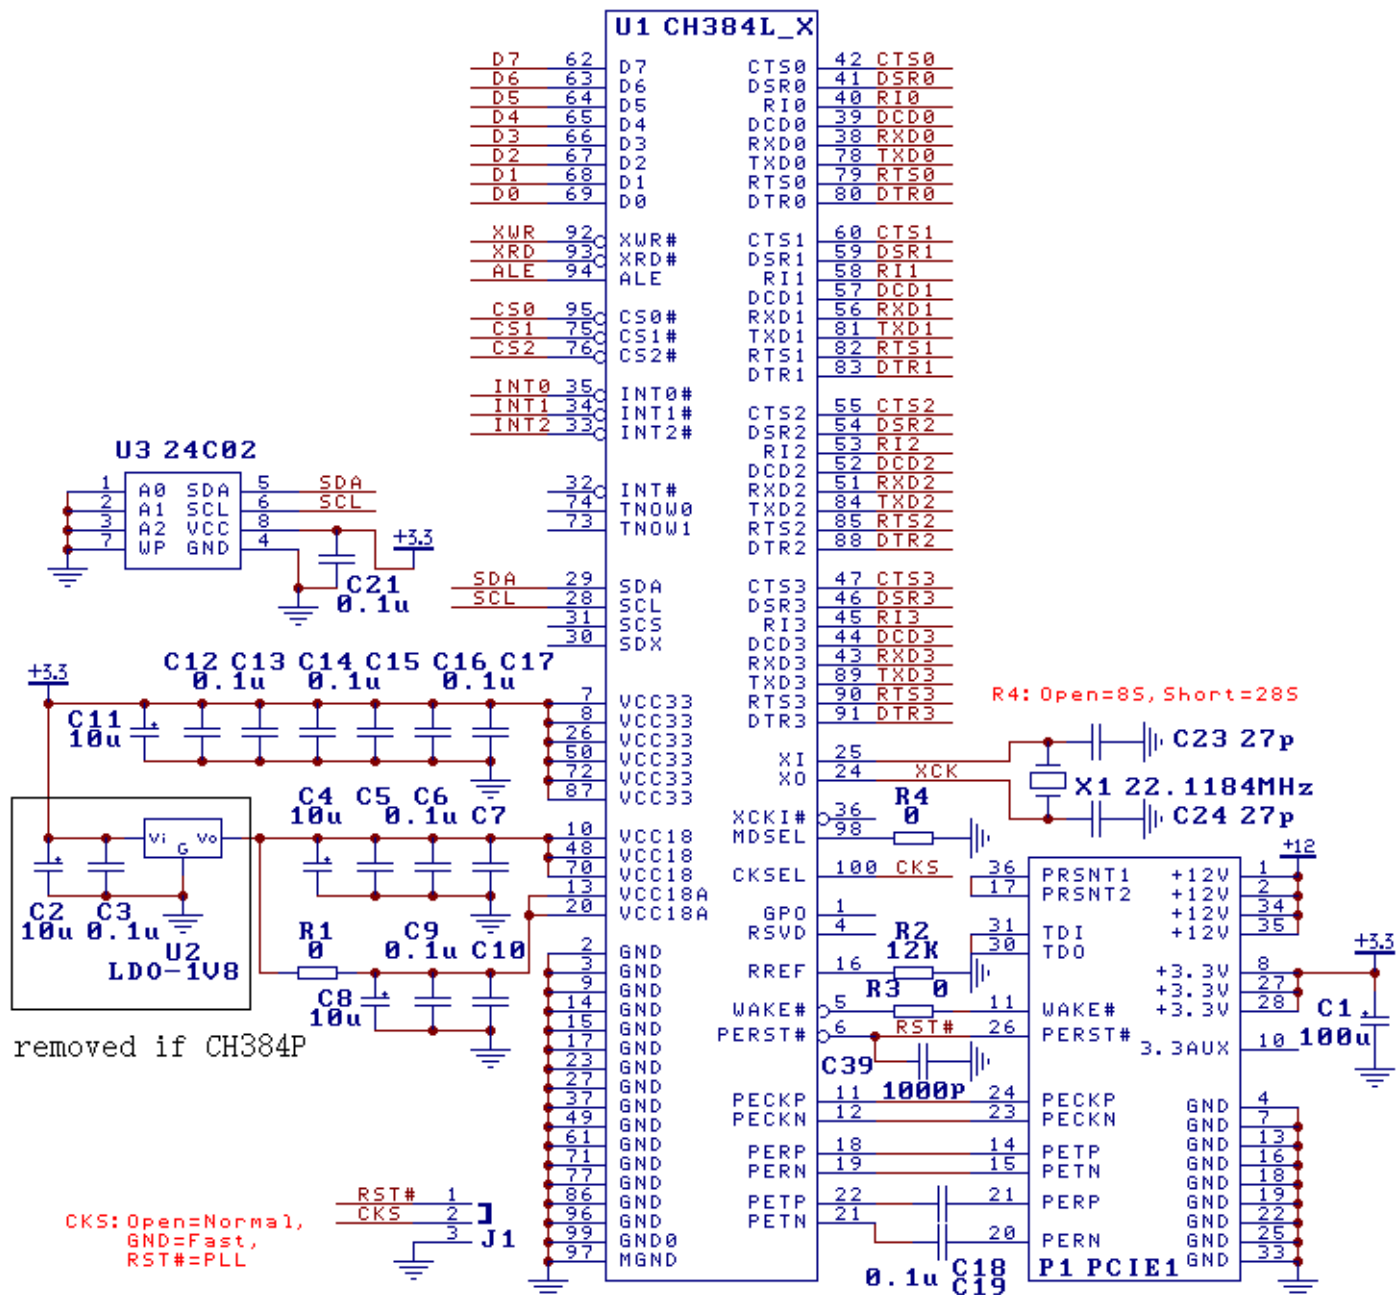 U1 CH384L_X
D7 62 D7
D6 63 D6
D5 64 D5
D4 65 D4
D3 66 D3
D2 67 D2
D1 68 D1
D0 69 D0
XWR 92 XWR#
XRD 93 XRD#
ALE 94 ALE
CS0 95 CS0#
CS1 75 CS1#
CS2 76 CS2#
INT0 35 INT0#
INT1 34 INT1#
INT2 33 INT2#
32 INT#
74 TNOW0
73 TNOW1
SDA 29 SDA
SCL 28 SCL
31 SCS
30 SDX
7 VCC33
8 VCC33
26 VCC33
50 VCC33
72 VCC33
87 VCC33
10 VCC18
48 VCC18
70 VCC18
13 VCC18A
20 VCC18A
2 GND
3 GND
9 GND
14 GND
15 GND
17 GND
23 GND
27 GND
37 GND
49 GND
61 GND
71 GND
77 GND
86 GND
96 GND
99 GND0
97 MGND
CTS0 42 CTS0
DSR0 41 DSR0
RI0 40 RI0
DCD0 39 DCD0
RXD0 38 RXD0
TXD0 78 TXD0
RTS0 79 RTS0
DTR0 80 DTR0
CTS1 60 CTS1
DSR1 59 DSR1
RI1 58 RI1
DCD1 57 DCD1
RXD1 56 RXD1
TXD1 81 TXD1
RTS1 82 RTS1
DTR1 83 DTR1
CTS2 55 CTS2
DSR2 54 DSR2
RI2 53 RI2
DCD2 52 DCD2
RXD2 51 RXD2
TXD2 84 TXD2
RTS2 85 RTS2
DTR2 88 DTR2
CTS3 47 CTS3
DSR3 46 DSR3
RI3 45 RI3
DCD3 44 DCD3
RXD3 43 RXD3
TXD3 89 TXD3
RTS3 90 RTS3
DTR3 91 DTR3
XI 25
XO 24 XCK
XCKI# 36
MDSEL 98
CKSEL 100 CKS
GPO 1
RSVD 4
RREF 16
WAKE# 5
PERST# 6 RST#
PECKP 11
PECKN 12
PERP 18
PERN 19
PETP 22
PETN 21
U3 24C02
1 A0 SDA 5 SDA
2 A1 SCL 6 SCL
3 A2 VCC 8
7 WP GND 4
+3.3
C21
0.1u
+3.3
C12 C13 C14 C15 C16 C17
0.1u 0.1u 0.1u
C11
10u
C4 C5 C6 C7
10u 0.1u
Vi Vo
G
C2 C3
10u 0.1u
U2
LDO-1V8
removed if CH384P
R1
0
C9
0.1u C10
C8
10u
RST# 1
CKS 2
3 J1
CKS: Open=Normal,
GND=Fast,
RST#=PLL
R4: Open=8S, Short=28S
C23 27p
X1 22.1184MHz
C24 27p
R4
0
R2
12K
R3 0
C39
1000P
+12
36 PRSNT1 +12V 1
17 PRSNT2 +12V 2
+12V 34
31 TDI +12V 35
30 TDO
+3.3
+3.3V 8
+3.3V 27
11 WAKE# +3.3V 28
26 PERST#
3.3AUX 10
C1
100u
24 PECKP GND 4
23 PECKN GND 7
GND 13
14 PETP GND 16
15 PETN GND 18
21 PERP GND 19
GND 22
20 PERN GND 25
GND 33
0.1u C18
C19
P1 PCIE1